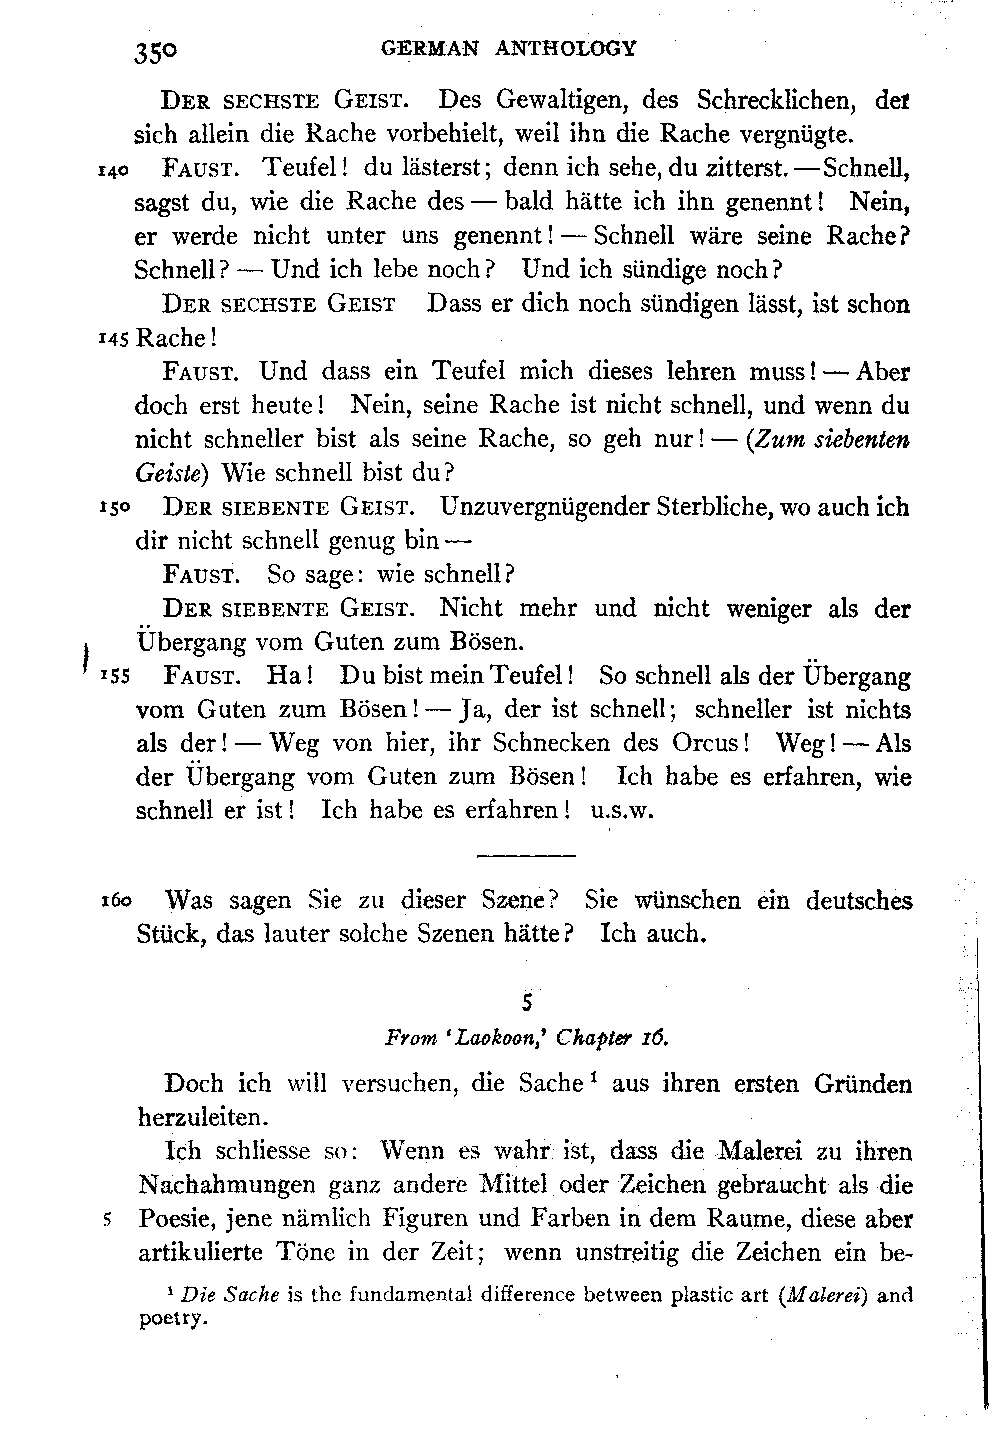 350 GERMAN ANTHOLOGY
DER SECHSTE GEIST. Des Gewaltigen, des Schrecklichen, der
sich allein die Rache vorbehielt, weil ihn die Rache vergnügte.
140 FAUST. Teufel! du lästerst; denn ich sehe, du zitterst. —Schnell,
sagst du, wie die Rache des — bald hätte ich ihn genennt! Nein,
er werde nicht unter uns genennt! — Schnell wäre seine Rache?
Schnell? — Und ich lebe noch? Und ich sündige noch?
DER SECHSTE GEIST Dass er dich noch sündigen lässt, ist schon
145 Rache!
FAUST. Und dass ein Teufel mich dieses lehren muss! — Aber
doch erst heute! Nein, seine Rache ist nicht schnell, und wenn du
nicht schneller bist als seine Rache, so geh nur! — (Zum siebenten
Geiste) Wie schnell bist du?
150 DER SIEBENTE GEIST. Unzuvergnügender Sterbliche, wo auch ich
dir nicht schnell genug bin —
FAUST. So sage: wie schnell?
DER SIEBENTE GEIST. Nicht mehr und nicht weniger als der
Übergang vom Guten zum Bösen.
155 FAUST. Ha! Du bist mein Teufel! So schnell als der Übergang
vom Guten zum Bösen! — Ja, der ist schnell; schneller ist nichts
als der! — Weg von hier, ihr Schnecken des Orcus! Weg! — Als
der Übergang vom Guten zum Bösen! Ich habe es erfahren, wie
schnell er ist! Ich habe es erfahren! u.s.w.
160 Was sagen Sie zu dieser Szene? Sie wünschen ein deutsches
Stück, das lauter solche Szenen hätte? Ich auch.
5
From ‘Laokoon,’ Chapter 16.
Doch ich will versuchen, die Sache ¹ aus ihren ersten Gründen
herzuleiten.
Ich schliesse so: Wenn es wahr ist, dass die Malerei zu ihren
Nachahmungen ganz andere Mittel oder Zeichen gebraucht als die
5 Poesie, jene nämlich Figuren und Farben in dem Raume, diese aber
artikulierte Töne in der Zeit; wenn unstreitig die Zeichen ein be-
¹ Die Sache is the fundamental difference between plastic art (Malerei) and
poetry.